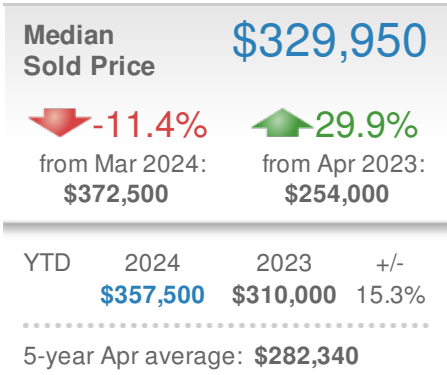 Median
Sold Price
$329,950
-11.4%
from Mar 2024:
$372,500
29.9%
from Apr 2023:
$254,000
YTD 2024 2023 +/-
$357,500 $310,000 15.3%
5-year Apr average: $282,340